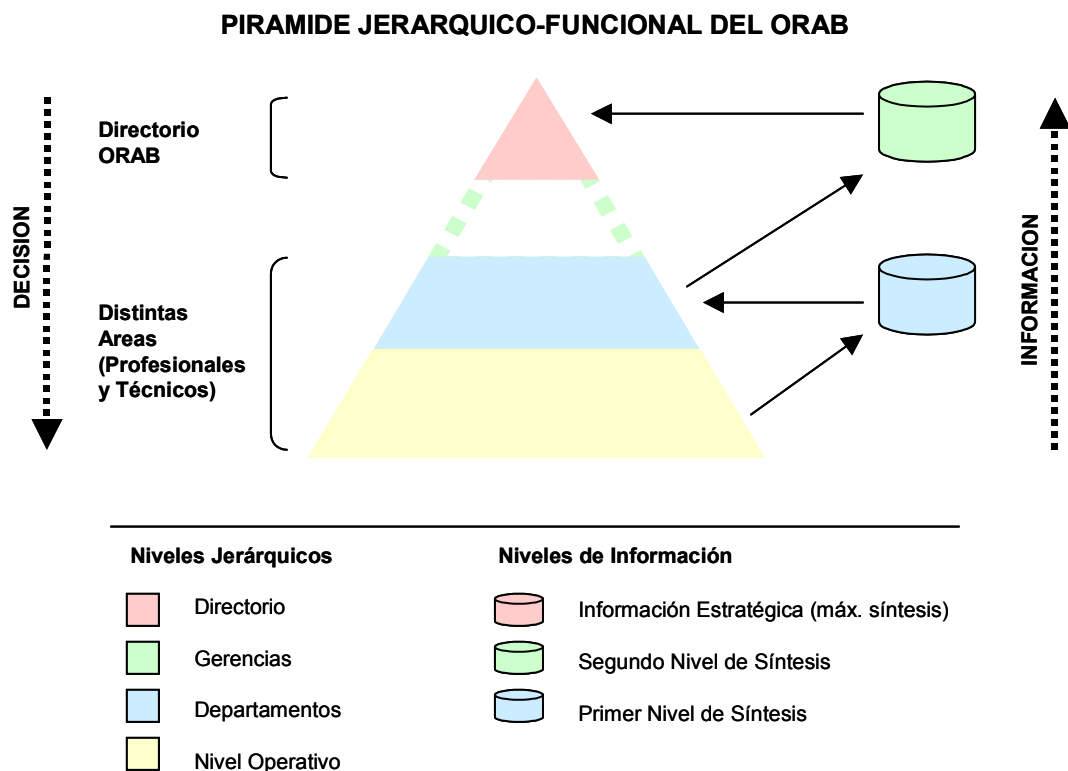 PIRAMIDE JERARQUICO-FUNCIONAL DEL ORAB
DECISION
Directorio
ORAB
Distintas
Areas
(Profesionales
y Técnicos)
INFORMACION
Niveles Jerárquicos
Directorio
Gerencias
Departamentos
Nivel Operativo
Niveles de Información
Información Estratégica (máx. síntesis)
Segundo Nivel de Síntesis
Primer Nivel de Síntesis